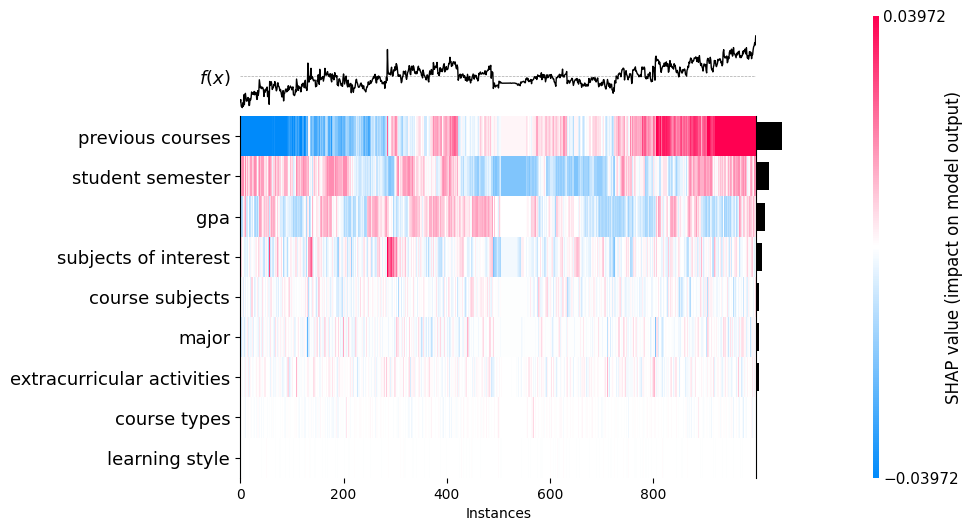 0.03972
f(x)
previous courses
student semester
gpa
subjects of interest
course subjects
major
extracurricular activities
course types
learning style
−0.03972
0 200 400 600 800
Instances
SHAP value (impact on model output)